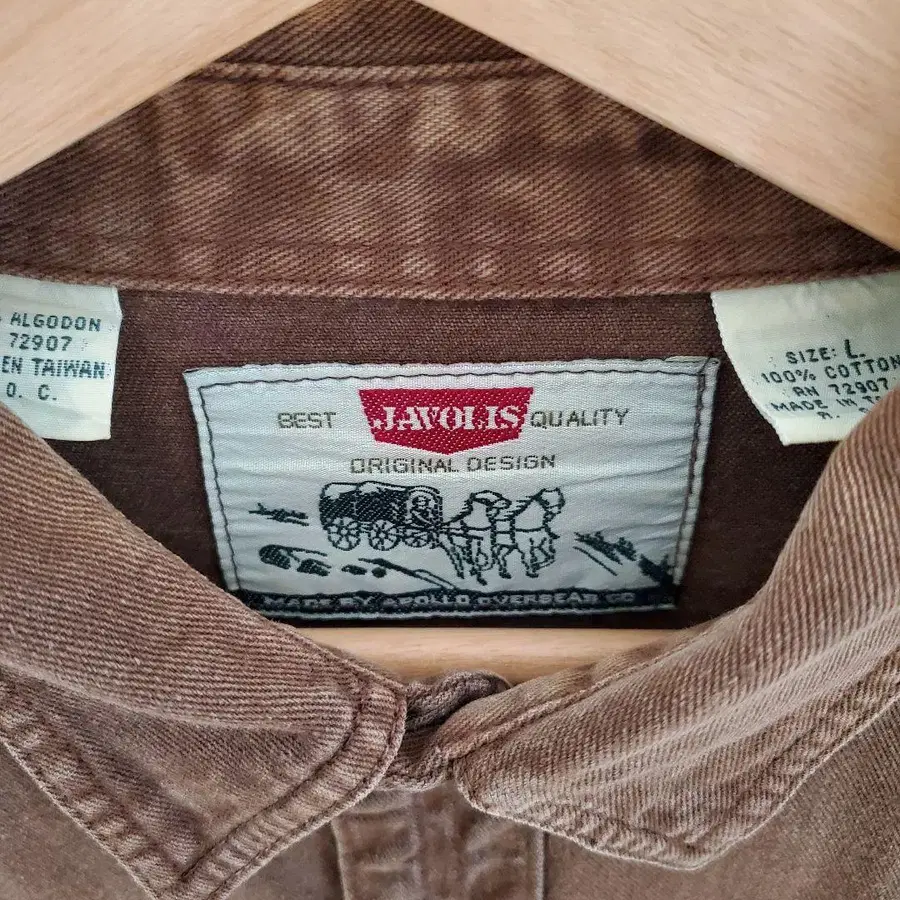 ALGODON
72907
EN TAIWAN
O. C.
BEST JAVOLIS QUALITY
ORIGINAL DESIGN
MADE BY APOLLO OVERSEAS CO
SIZE: L
100% COTTON
RN 72907
MADE IN
R.